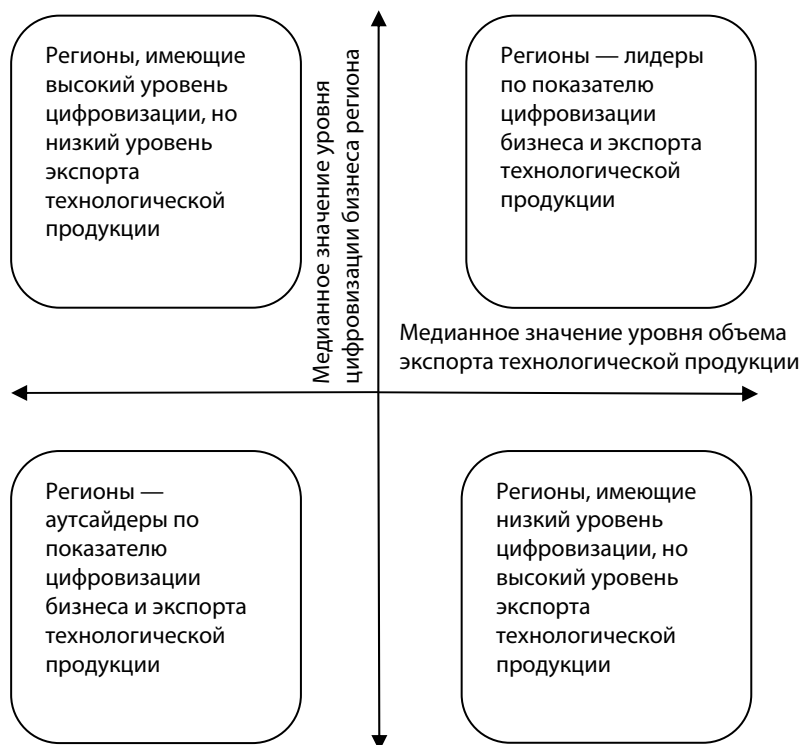 Регионы, имеющие
высокий уровень
цифровизации, но
низкий уровень
экспорта
технологической
продукции
Медианное значение уровня
цифровизации бизнеса региона
Регионы — лидеры
по показателю
цифровизации
бизнеса и экспорта
технологической
продукции
Медианное значение уровня объема
экспорта технологической продукции
Регионы —
аутсайдеры по
показателю
цифровизации
бизнеса и экспорта
технологической
продукции
Регионы, имеющие
низкий уровень
цифровизации, но
высокий уровень
экспорта
технологической
продукции